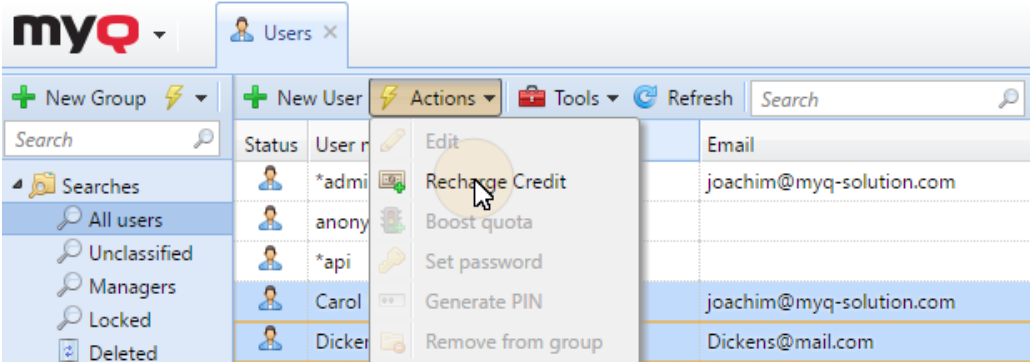 myQ
Users
New Group
New User Actions Tools Refresh Search
Search
Status User n Email
Edit
Searches
*admi joachim@myq-solution.com
Recharge Credit
All users
anony
Boost quota
Unclassified
*api
Set password
Managers
Carol joachim@myq-solution.com
Generate PIN
Locked
Dicker Dickens@mail.com
Remove from group
Deleted